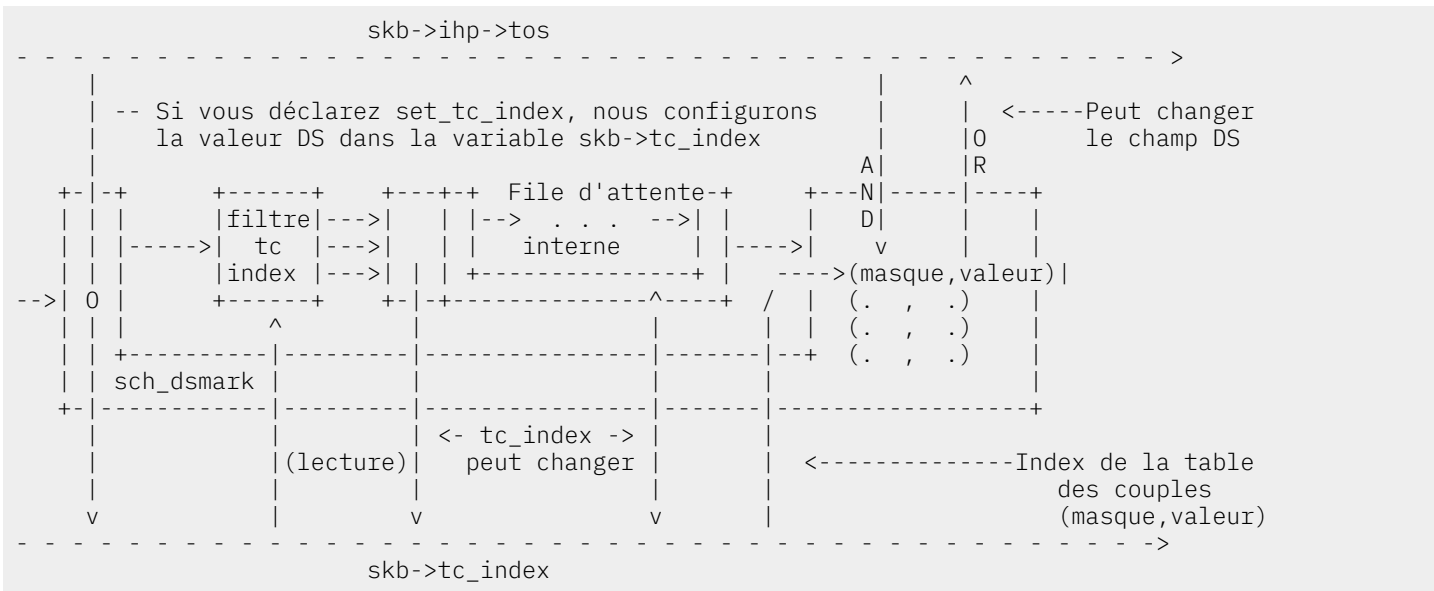 skb->ihp->tos
- - - - - - - - - - - - - - - - - - - - - - - - - - - - - - - - - - - - - - - - - >
     |                                                       |     ^
     | -- Si vous déclarez set_tc_index, nous configurons    |     |  <-----Peut changer
     |    la valeur DS dans la variable skb->tc_index        |     |O       le champ DS
     |                                                      A|     |R
   +-|-+      +------+    +---+-+  File d'attente-+     +---N|-----|----+
   | | |      |filtre|--->|   | |-->  . . .  -->| |     |   D|     |    |
   | | |----->|  tc  |--->|   | |   interne     | |---->|    v     |    |
   | | |      |index |--->| | | +---------------+ |   ---->(masque,valeur)|
-->| O |      +------+    +-|-+--------------^----+  /  |  (.  ,  .)    |
   | | |          ^         |                |       |  |  (.  ,  .)    |
   | | +----------|---------|----------------|-------|--+  (.  ,  .)    |
   | | sch_dsmark |         |                |       |                  |
   +-|------------|---------|----------------|-------|------------------+
     |            |         | <- tc_index -> |       |
     |            |(lecture)|   peut changer |       |  <--------------Index de la table
     |            |         |                |       |                    des couples
     v            |         v                v       |                    (masque,valeur)
- - - - - - - - - - - - - - - - - - - - - - - - - - - - - - - - - - - - - - - - ->
                         skb->tc_index